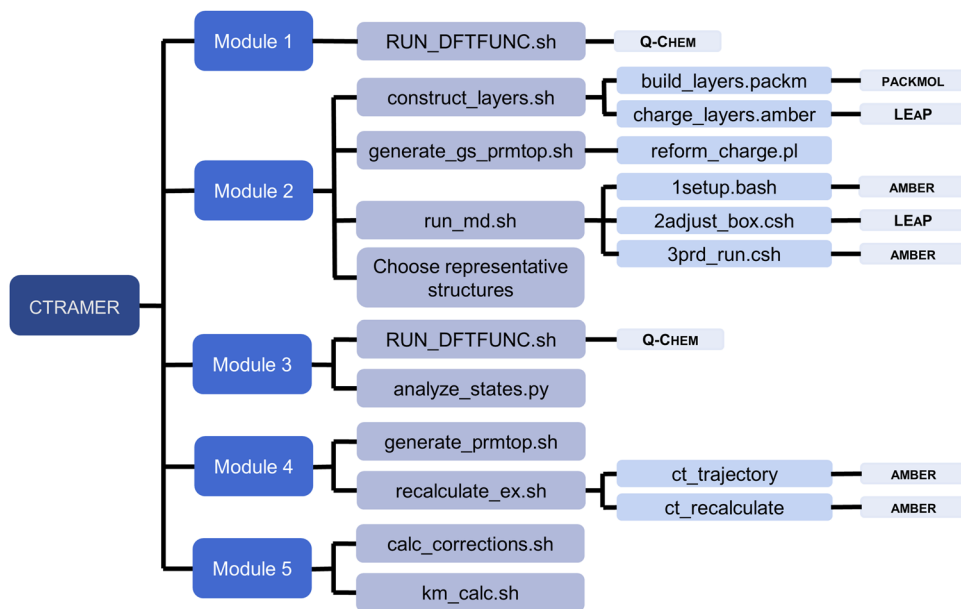 Module 1
RUN_DFTFUNC.sh
Q-CHEM
construct_layers.sh
build_layers.packm
PACKMOL
charge_layers.amber
LEAP
Module 2
generate_gs_prmtop.sh
reform_charge.pl
run_md.sh
1setup.bash
AMBER
2adjust_box.csh
LEAP
3prd_run.csh
AMBER
Choose representative
structures
CTRAMER
Module 3
RUN_DFTFUNC.sh
Q-CHEM
analyze_states.py
Module 4
generate_prmtop.sh
recalculate_ex.sh
ct_trajectory
AMBER
ct_recalculate
AMBER
Module 5
calc_corrections.sh
km_calc.sh